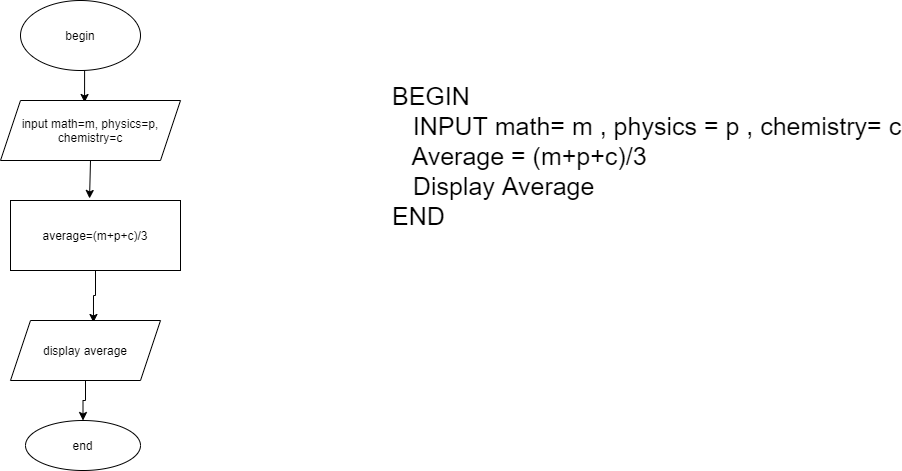 begin
input math=m, physics=p,
chemistry=c
average=(m+p+c)/3
display average
end
BEGIN
INPUT math= m , physics = p , chemistry= c
Average = (m+p+c)/3
Display Average
END